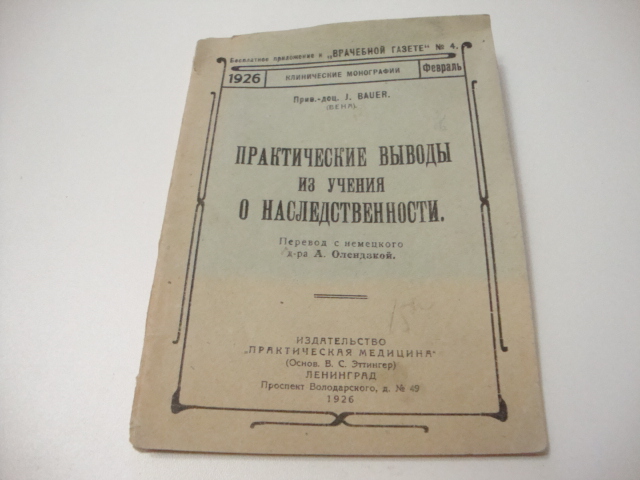 Бесплатное приложение к „ВРАЧЕБНОЙ ГАЗЕТЕ" № 4.
1926 КЛИНИЧЕСКИЕ МОНОГРАФИИ Февраль
Прив.-доц. J. BAUER.
(ВЕНА).
ПРАКТИЧЕСКИЕ ВЫВОДЫ
ИЗ УЧЕНИЯ
О НАСЛЕДСТВЕННОСТИ.
Перевод с немецкого
д-ра А. Олендзкой.
ИЗДАТЕЛЬСТВО
„ПРАКТИЧЕСКАЯ МЕДИЦИНА"
(Основ. В. С. Эттингер)
ЛЕНИНГРАД
Проспект Володарского, д. № 49
1926